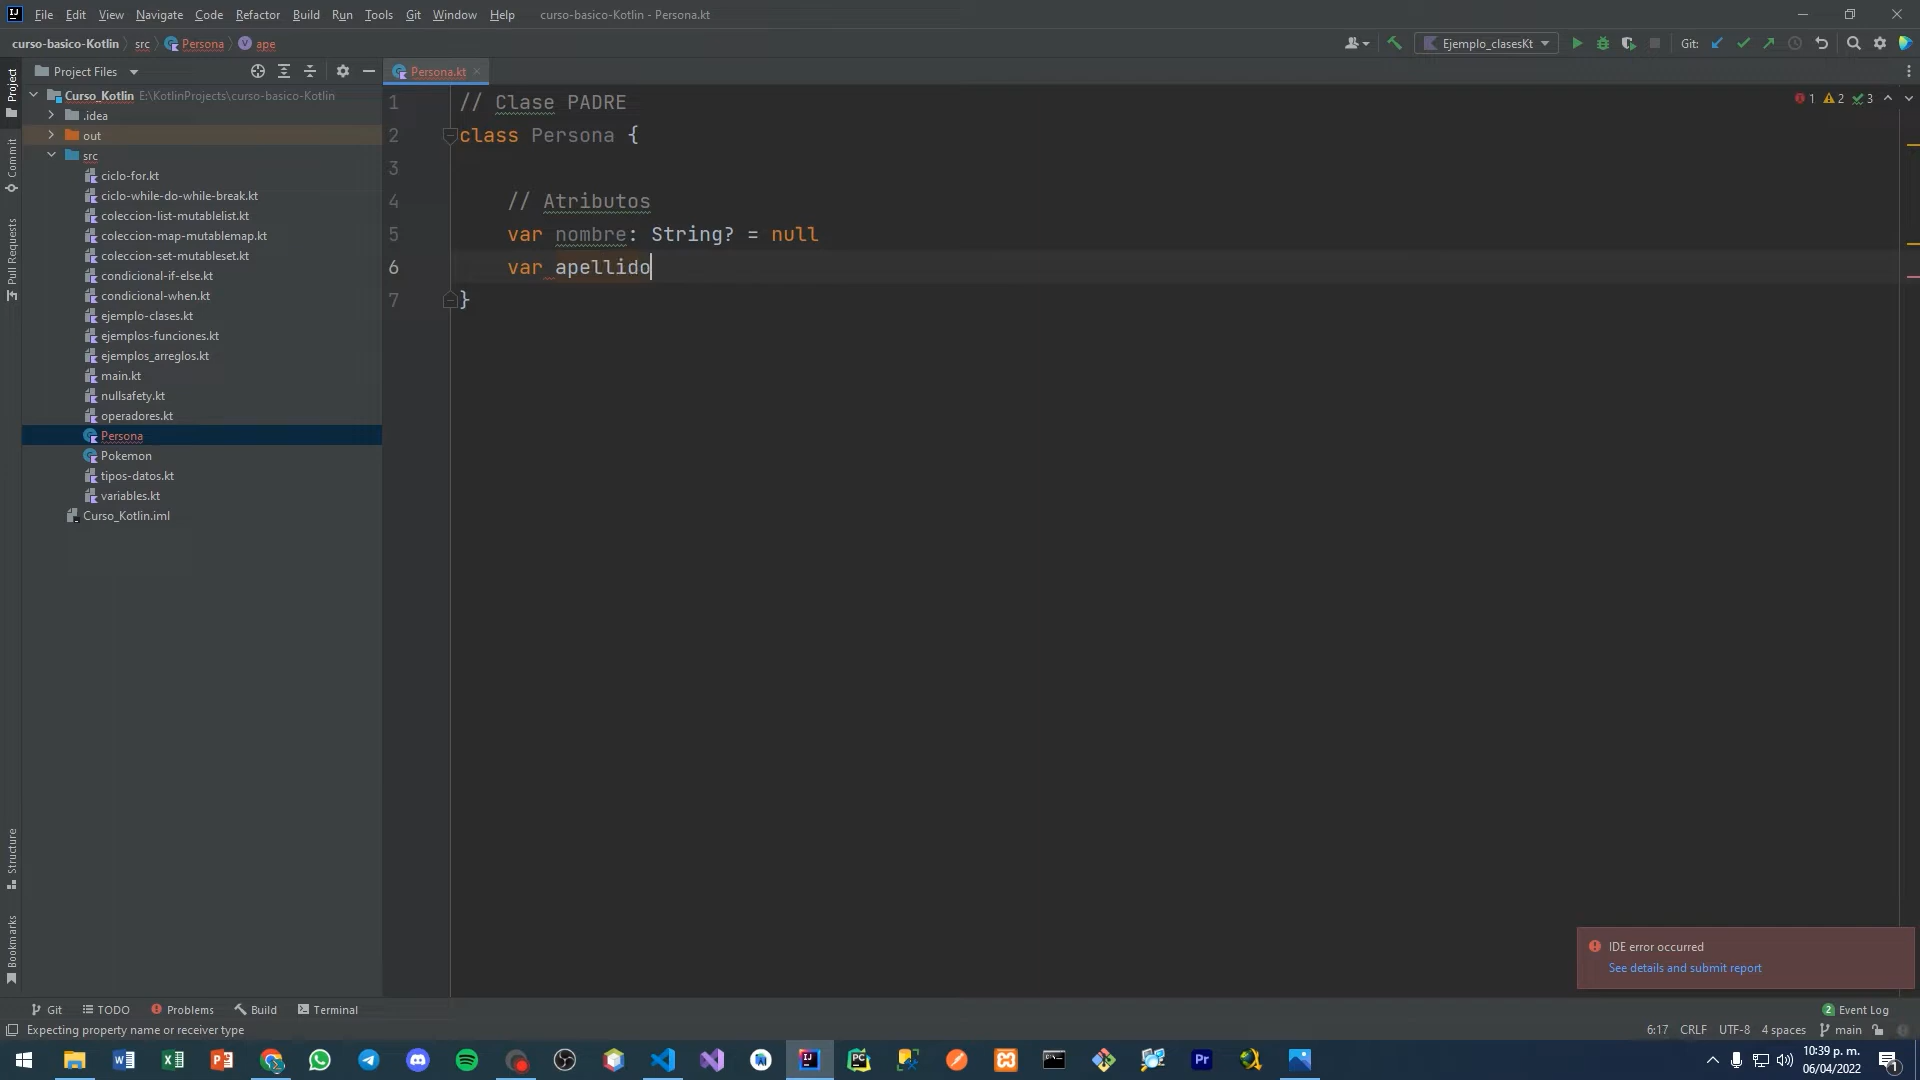 File Edit View Navigate Code Refactor Build Run Tools Git Window Help curso-basico-Kotlin - Persona.kt
curso-basico-Kotlin src Persona ape Ejemplo_clasesKt Git:
Project Files Persona.kt
Project
Commit
Pull Requests
Structure
Bookmarks
Curso_Kotlin E:\KotlinProjects\curso-basico-Kotlin
.idea
out
src
ciclo-for.kt
ciclo-while-do-while-break.kt
coleccion-list-mutablelist.kt
coleccion-map-mutablemap.kt
coleccion-set-mutableset.kt
condicional-if-else.kt
condicional-when.kt
ejemplo-clases.kt
ejemplos-funciones.kt
ejemplos_arreglos.kt
main.kt
nullsafety.kt
operadores.kt
Persona
Pokemon
tipos-datos.kt
variables.kt
Curso_Kotlin.iml
1 // Clase PADRE
2 class Persona {
3
4 // Atributos
5 var nombre: String? = null
6 var apellido
7 }
1 2 3
IDE error occurred
See details and submit report
Git TODO Problems Build Terminal 2 Event Log
Expecting property name or receiver type 6:17 CRLF UTF-8 4 spaces main
10:39 p. m.
06/04/2022
1